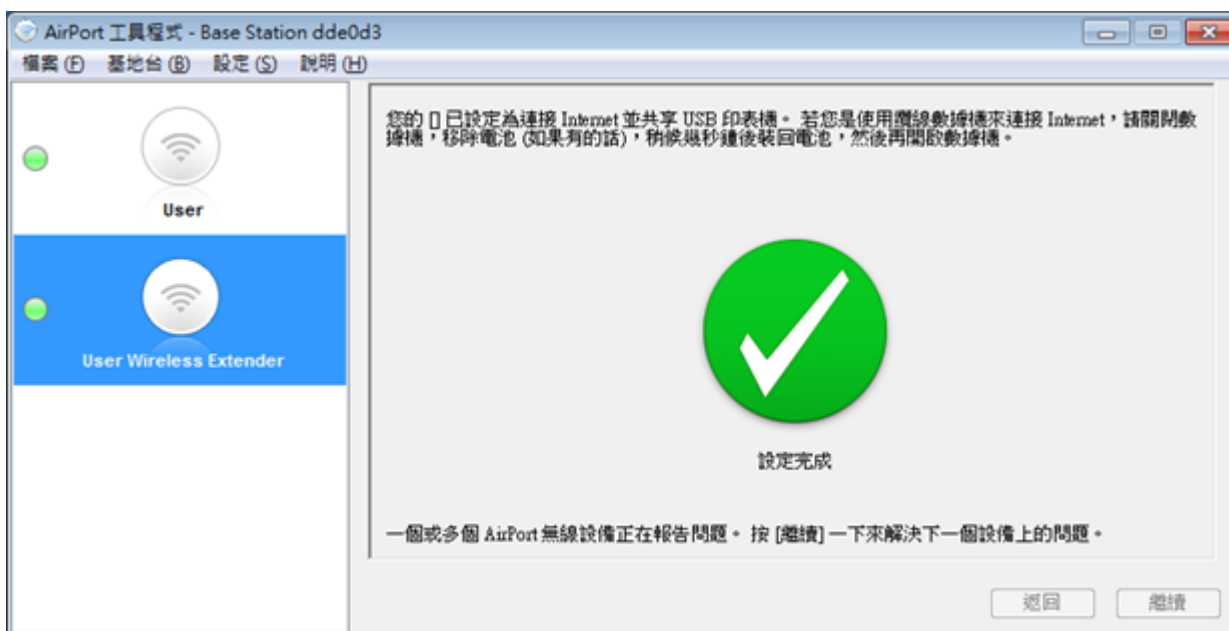 AirPort 工具程式 - Base Station dde0d3
檔案 (F) 基地台 (B) 設定 (S) 說明 (H)
User
User Wireless Extender
您的 [] 已設定為連接 Internet 並共享 USB 印表機。若您是使用纜線數據機來連接 Internet，請關閉數
據機，移除電池 (如果有的話)，稍候幾秒鐘後裝回電池，然後再開啟數據機。
設定完成
一個或多個 AirPort 無線設備正在報告問題。按 [繼續] 一下來解決下一個設備上的問題。
返回 繼續